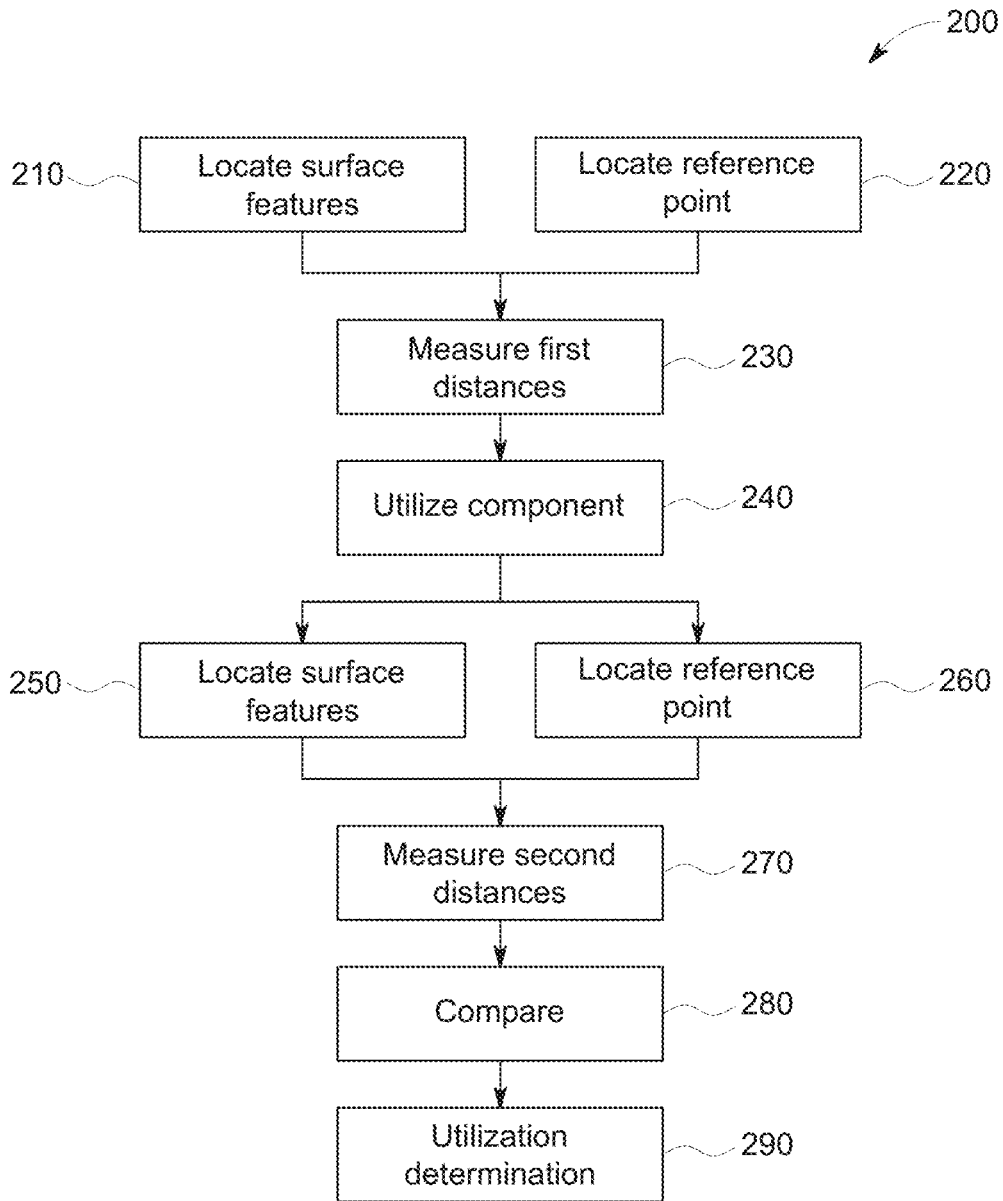 200
210
Locate surface
features
Locate reference
point
220
Measure first
distances
230
Utilize component
240
250
Locate surface
features
Locate reference
point
260
Measure second
distances
270
Compare
280
Utilization
determination
290